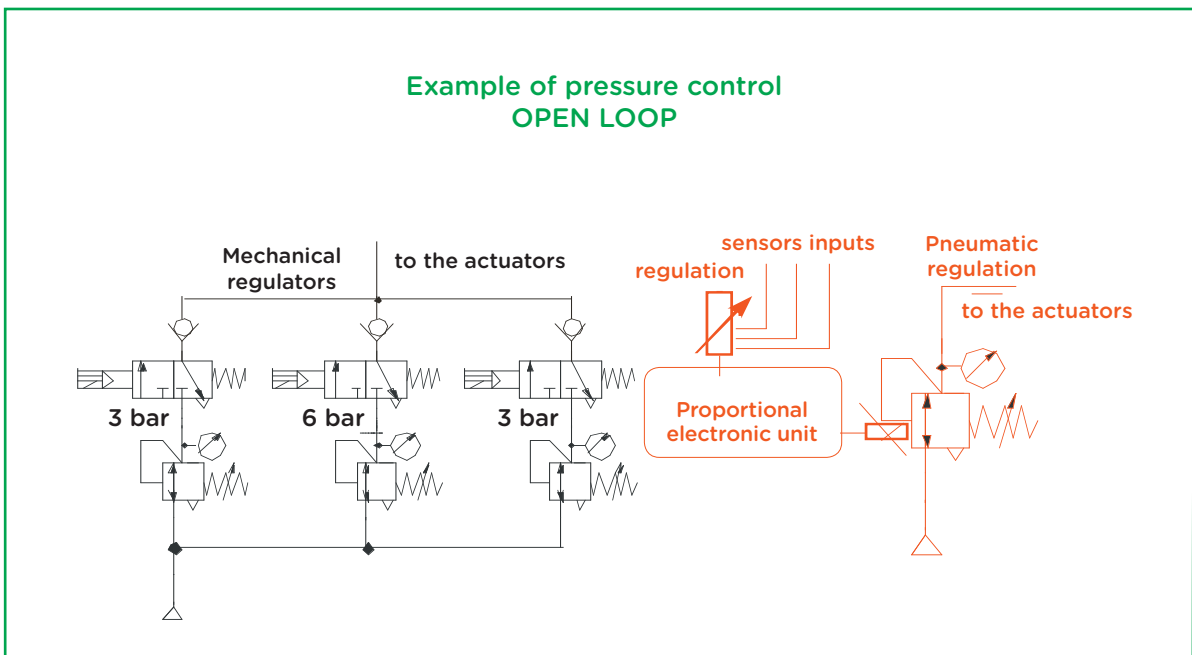 Example of pressure control
OPEN LOOP
Mechanical
regulators
to the actuators
3 bar
6 bar
3 bar
sensors inputs
regulation
Pneumatic
regulation
to the actuators
Proportional
electronic unit